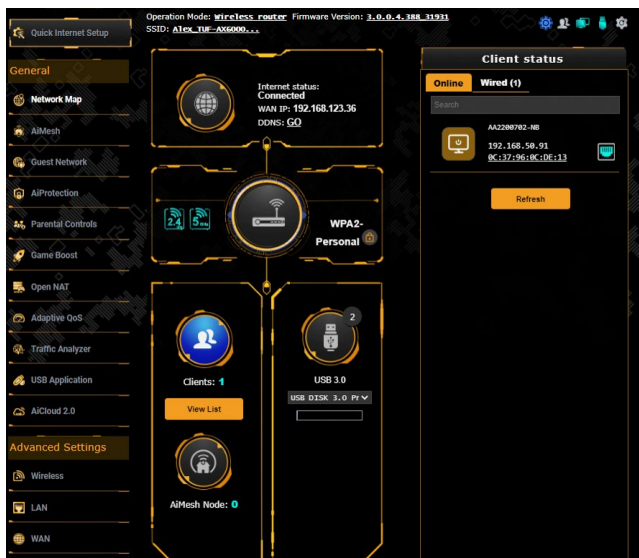 Quick Internet Setup
Operation Mode: Wireless router Firmware Version: 3.0.0.4.388_31931
SSID: ATex_TUF-AX6000...
General
Network Map
AiMesh
Guest Network
AiProtection
Parental Controls
Game Boost
Open NAT
Adaptive QoS
Traffic Analyzer
USB Application
AiCloud 2.0
Advanced Settings
Wireless
LAN
WAN
Internet status:
Connected
WAN IP: 192.168.123.36
DDNS: GO
2.4
5
WPA2-
Personal
Clients: 1
View List
AiMesh Node: 0
2
USB 3.0
USB DISK 3.0 Pr
Client status
Online Wired (1)
Search
AA2200702-NB
192.168.50.91
0C:37:96:0C:DE:13
Refresh